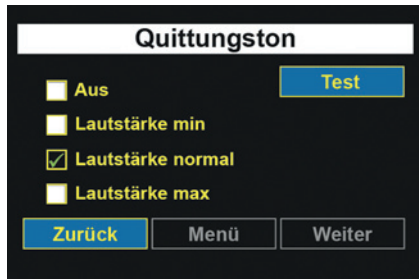 Quittungston
Aus
Test
Lautstärke min
Lautstärke normal
Lautstärke max
Zurück Menü Weiter